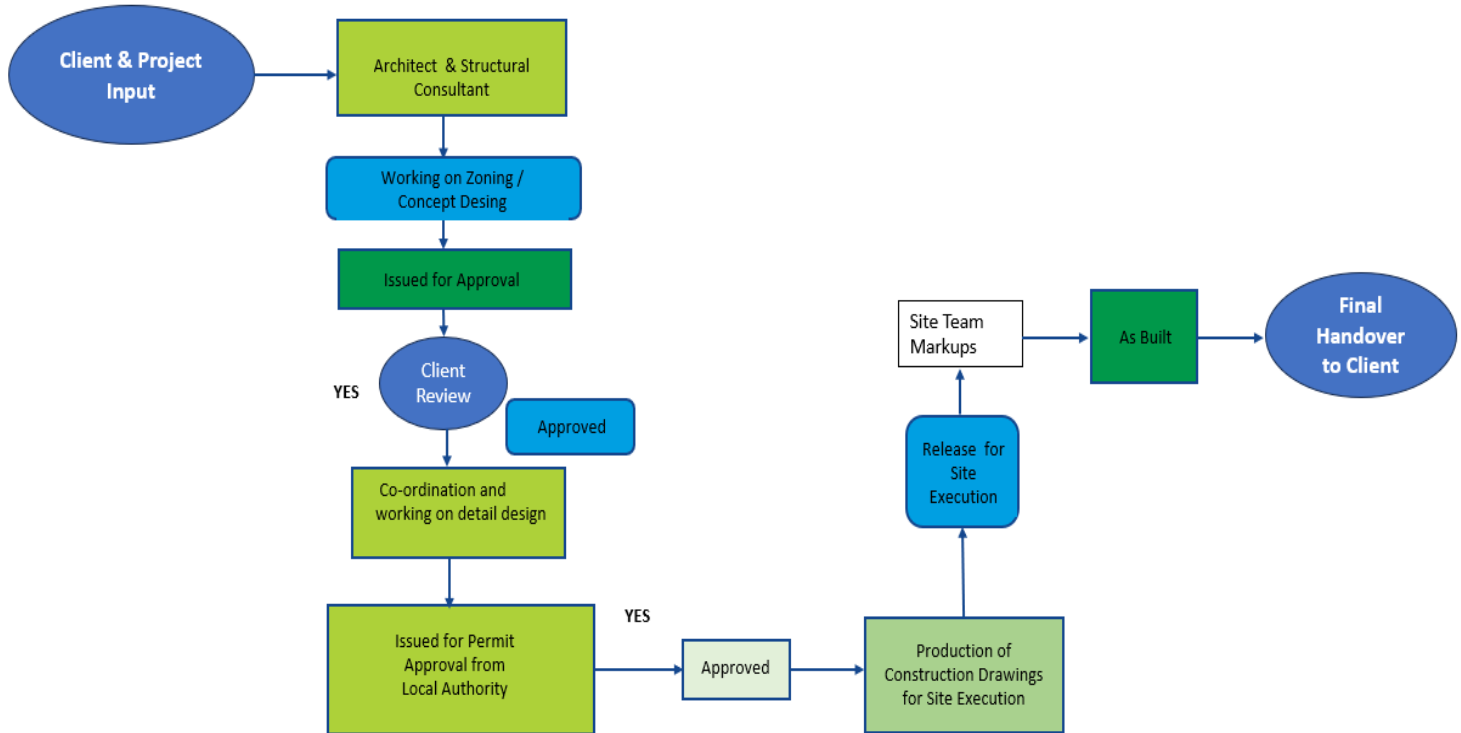 Client & Project
Input
Architect & Structural
Consultant
Working on Zoning /
Concept Desing
Issued for Approval
Client
Review
YES
Approved
Co-ordination and
working on detail design
Issued for Permit
Approval from
Local Authority
YES
Approved
Production of
Construction Drawings
for Site Execution
Release for
Site
Execution
Site Team
Markups
As Built
Final
Handover
to Client